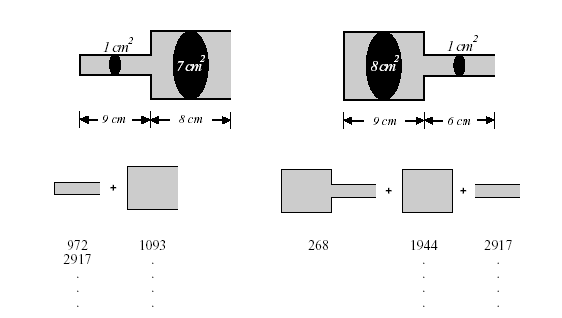 1 cm² 1 cm²
7 cm² 8 cm²
9 cm 8 cm 9 cm 6 cm
+ + +
972 1093 268 1944 2917
2917 . . .
. . . .
. . . .
. . . .